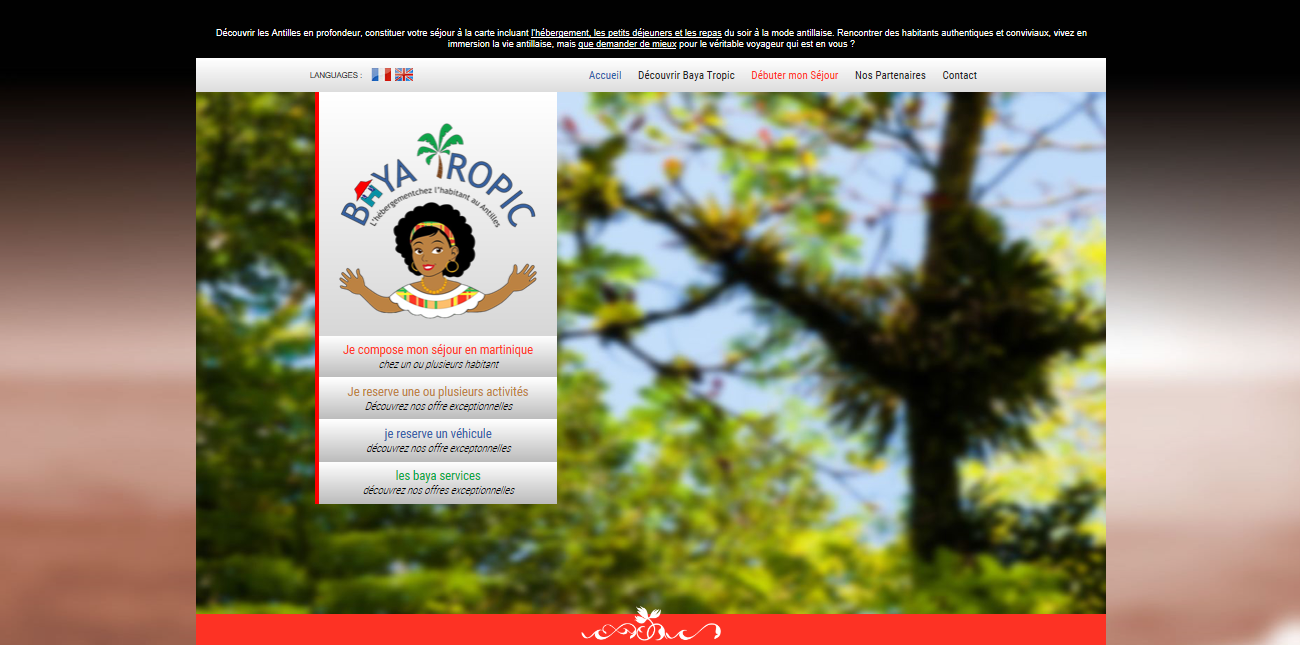 Découvrir les Antilles en profondeur, constituer votre séjour à la carte incluant l'hébergement, les petits déjeuners et les repas du soir à la mode antillaise. Rencontrer des habitants authentiques et conviviaux, vivez en
immersion la vie antillaise, mais que demander de mieux pour le véritable voyageur qui est en vous ?
LANGUAGES :
Accueil Découvrir Baya Tropic Débuter mon Séjour Nos Partenaires Contact
BAYA TROPIC
L'hébergementchez l'habitant au Antilles
Je compose mon séjour en martinique
chez un ou plusieurs habitant
Je reserve une ou plusieurs activités
Découvrez nos offre exceptionnelles
je reserve un véhicule
découvrez nos offres exceptonnelles
les baya services
découvrez nos offres exceptionnelles